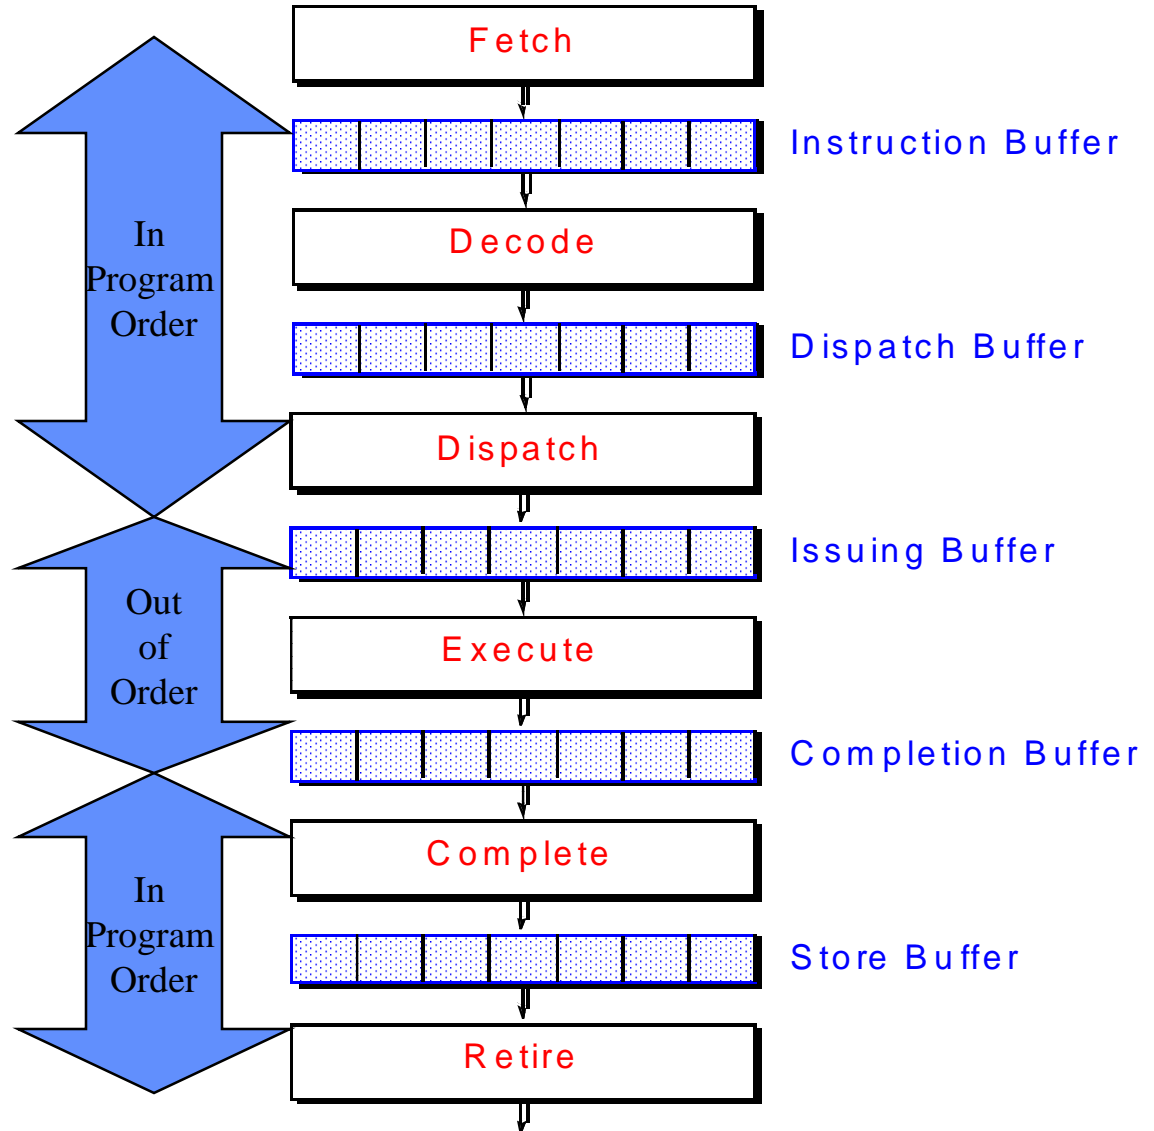 Fetch
Instruction Buffer
In
Program
Order
Decode
Dispatch Buffer
Dispatch
Issuing Buffer
Out
of
Order
Execute
Completion Buffer
Complete
In
Program
Order
Store Buffer
Retire